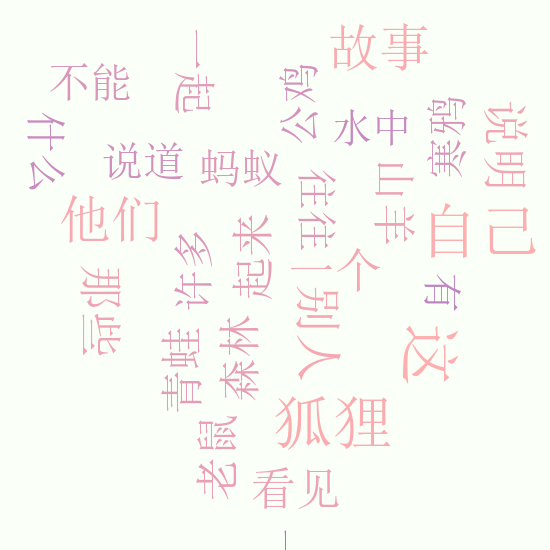 故事
不能
一起
公鸡
水中
寒鸦
说明
什么
说道
蚂蚁
往往
山羊
他们
自己
许多
起来
一个
那些
别人
有
这
青蛙
森林
狐狸
老鼠
看见
一